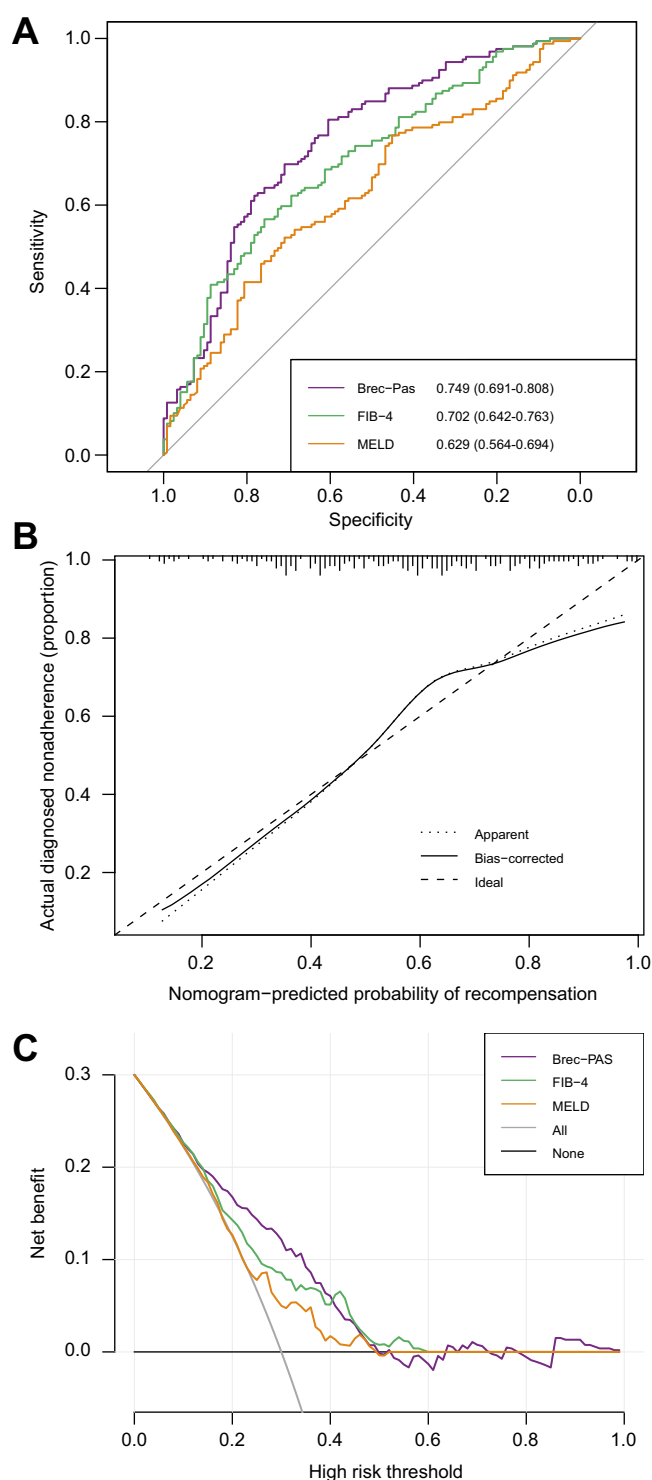 A
1.0
0.8
0.6
0.4
0.2
0.0
Sensitivity
Brec-Pas 0.749 (0.691-0.808)
FIB−4 0.702 (0.642-0.763)
MELD 0.629 (0.564-0.694)
1.0 0.8 0.6 0.4 0.2 0.0
Specificity
B
1.0
0.8
0.6
0.4
0.2
Actual diagnosed nonadherence (proportion)
Apparent
Bias−corrected
Ideal
0.2 0.4 0.6 0.8 1.0
Nomogram−predicted probability of recompensation
C
0.3
0.2
0.1
0.0
Net benefit
Brec−PAS
FIB−4
MELD
All
None
0.0 0.2 0.4 0.6 0.8 1.0
High risk threshold